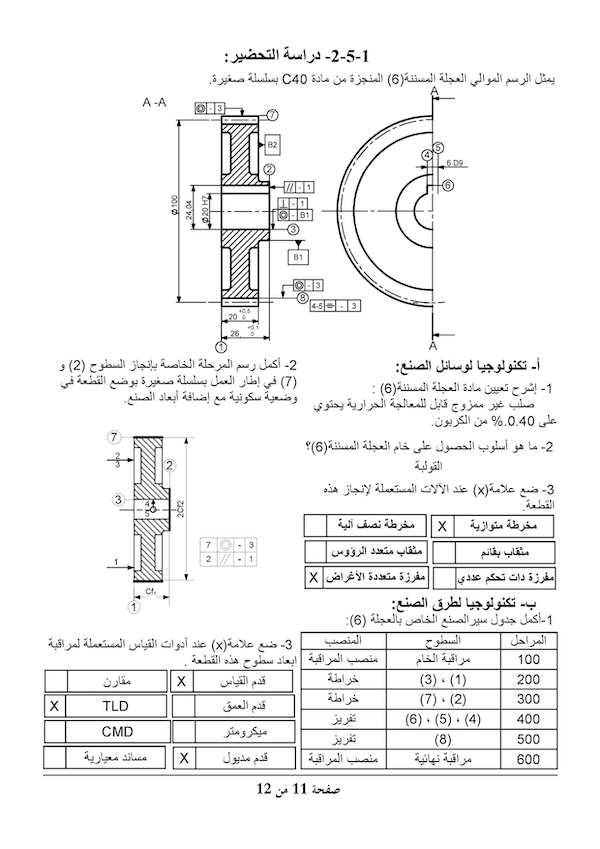 1-5-2- دراسة التحضير:
يمثل الرسم الموالي العجلة المسننة(6) المنجزة من مادة C40 بسلسلة صغيرة.
A -A
A
3 -
7
B2
2
4
5
6 D9
6
// - 1
⊥ - 1
- B1
3
Φ100
24.04
Φ20 H7
B1
- 3
8
4-5 - 3
20 +0,5 0
26 +0,1 0
1
A
أ- تكنولوجيا لوسائل الصنع:
1- إشرح تعيين مادة العجلة المسننة(6) :
صلب غير ممزوج قابل للمعالجة الحرارية يحتوي
على 0.40.% من الكربون.
2- ما هو أسلوب الحصول على خام العجلة المسننة(6)؟
القولبة
3- ضع علامة(x) عند الآلات المستعملة لإنجاز هذه
القطعة.
مخرطة متوازية X مخرطة نصف آلية
مثقاب بقائم مثقاب متعدد الرؤوس
مفرزة دات تحكم عددي مفرزة متعددة الأغراض X
ب- تكنولوجيا لطرق الصنع:
1-أكمل جدول سيرالصنع الخاص بالعجلة (6):
المراحل السطوح المنصب
100 مراقبة الخام منصب المراقبة
200 (1) ، (3) خراطة
300 (2) ، (7) خراطة
400 (4) ، (5) ، (6) تفريز
500 (8) تفريز
600 مراقبة نهائية منصب المراقبة
2- أكمل رسم المرحلة الخاصة بإنجاز السطوح (2) و
(7) في إطار العمل بسلسلة صغيرة بوضع القطعة في
وضعية سكونية مع إضافة أبعاد الصنع.
7
2
3
2
3
4
5
2Cf2
1
Cf1
1
7 - 3
2 // - 1
3- ضع علامة(x) عند أدوات القياس المستعملة لمراقبة
ابعاد سطوح هذه القطعة .
قدم القياس X مقارن
قدم العمق TLD X
ميكرومتر CMD
قدم مديول X مساند معيارية
صفحة 11 من 12